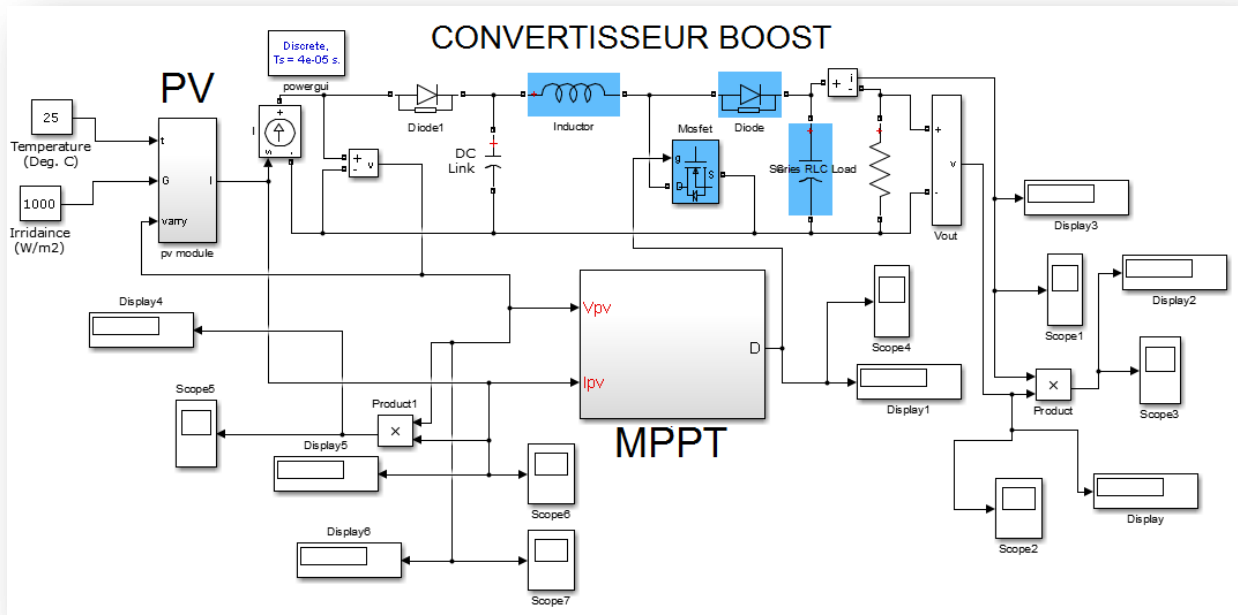 CONVERTISSEUR BOOST
Discrete,
Ts = 4e-05 s.
powergui
PV
25
Temperature
(Deg. C)
1000
Irridaince
(W/m2)
t
G
varry
I
pv module
I
s
+
-
Diode1
+
-
v
DC
Link
+
+
Inductor
Mosfet
g
D
S
Diode
+
Series RLC Load
+
-
i
+
+
v
-
Vout
Display3
Display2
Scope1
Scope3
×
Product
Display
Scope2
Vpv
Ipv
D
MPPT
Scope4
Display1
Display4
Scope5
Product1
×
Display5
Scope6
Display6
Scope7